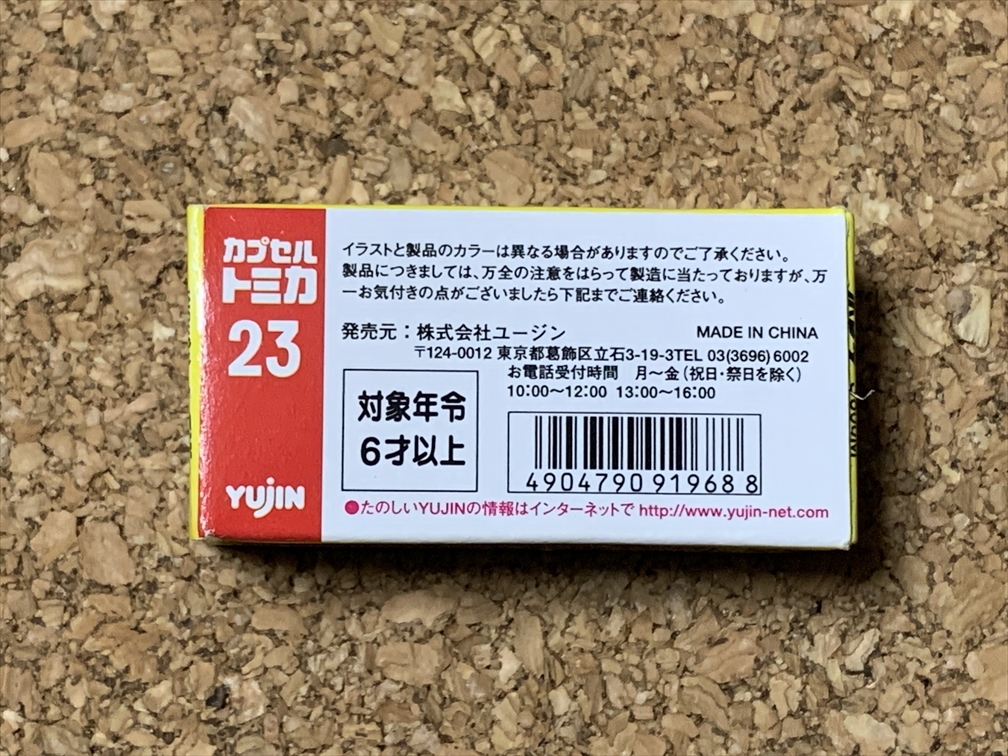 カプセル
トミカ
23
YUJIN
イラストと製品のカラーは異なる場合がありますのでご了承ください。
製品につきましては、万全の注意をはらって製造に当たっておりますが、万
一お気付きの点がございましたら下記までご連絡ください。
発売元：株式会社ユージン MADE IN CHINA
〒124-0012 東京都葛飾区立石3-19-3TEL 03(3696)6002
お電話受付時間 月～金（祝日・祭日を除く）
10:00～12:00 13:00～16:00
対象年令
6才以上
4904790919688
●たのしいYUJINの情報はインターネットで http://www.yujin-net.com